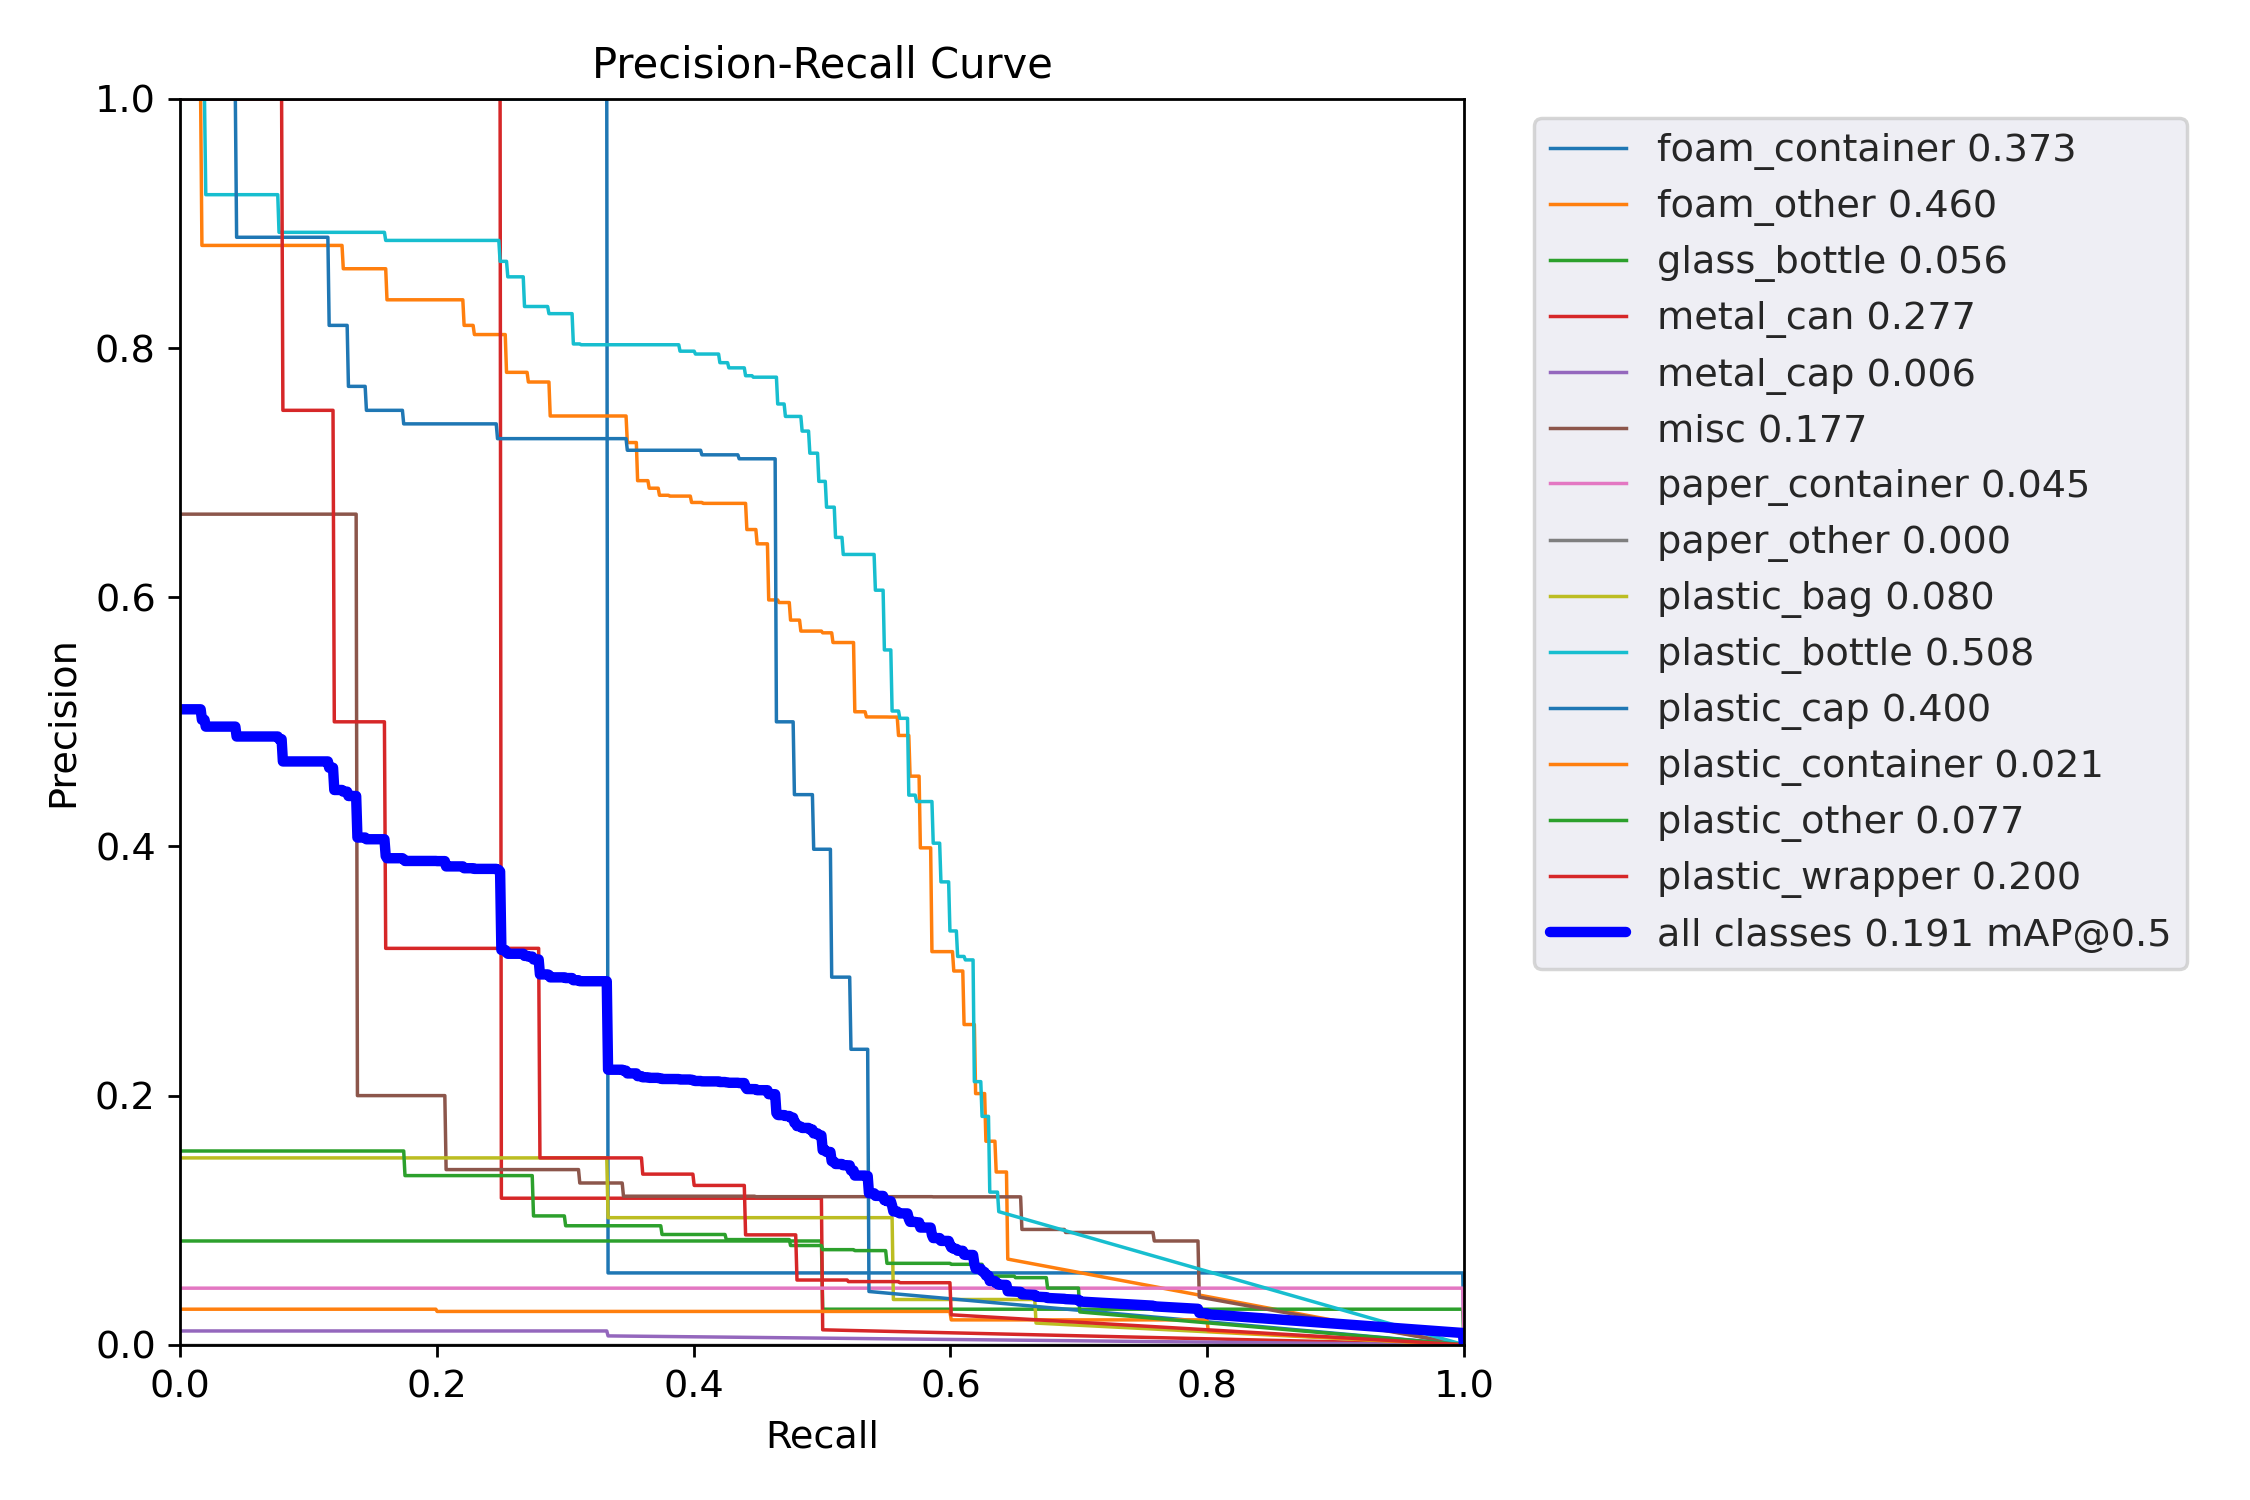 Precision-Recall Curve
1.0
0.8
0.6
0.4
0.2
0.0
Precision
0.0 0.2 0.4 0.6 0.8 1.0
Recall
foam_container 0.373
foam_other 0.460
glass_bottle 0.056
metal_can 0.277
metal_cap 0.006
misc 0.177
paper_container 0.045
paper_other 0.000
plastic_bag 0.080
plastic_bottle 0.508
plastic_cap 0.400
plastic_container 0.021
plastic_other 0.077
plastic_wrapper 0.200
all classes 0.191 mAP@0.5